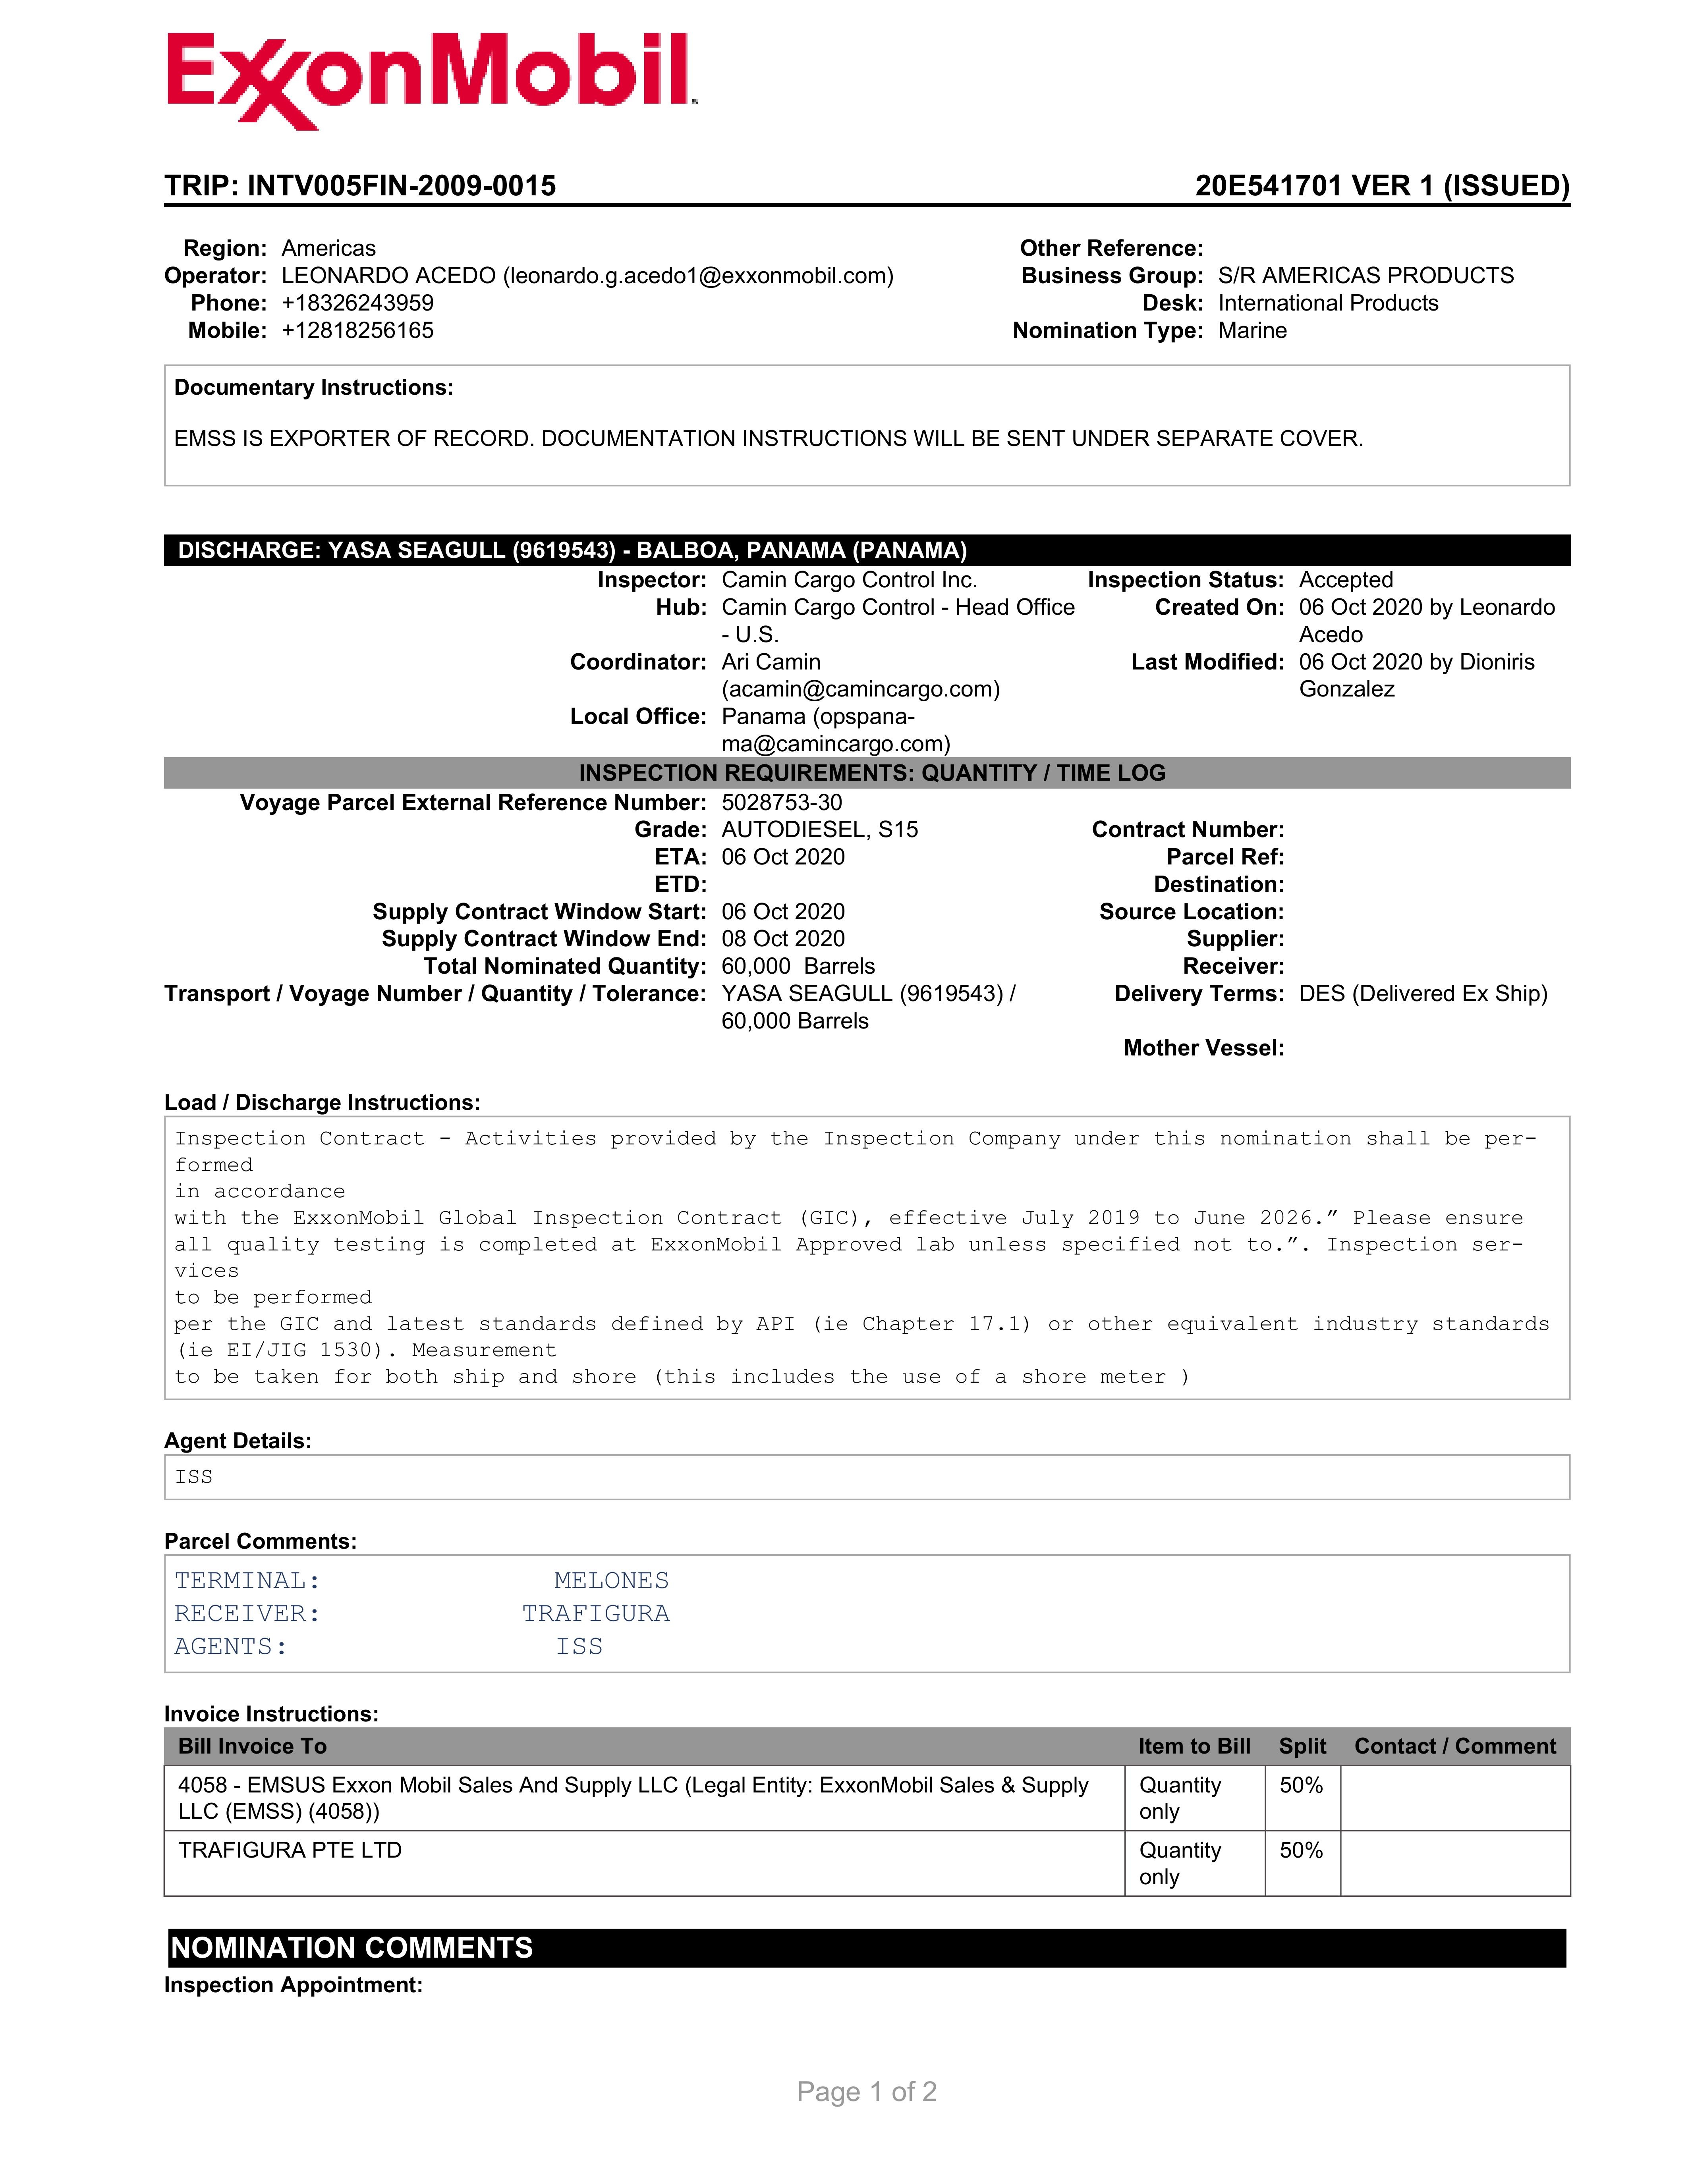 ExxonMobil
TRIP: INTV005FIN-2009-0015 20E541701 VER 1 (ISSUED)
Region: Americas Other Reference:
Operator: LEONARDO ACEDO (leonardo.g.acedo1@exxonmobil.com) Business Group: S/R AMERICAS PRODUCTS
Phone: +18326243959 Desk: International Products
Mobile: +12818256165 Nomination Type: Marine
Documentary Instructions:
EMSS IS EXPORTER OF RECORD. DOCUMENTATION INSTRUCTIONS WILL BE SENT UNDER SEPARATE COVER.
DISCHARGE: YASA SEAGULL (9619543) - BALBOA, PANAMA (PANAMA)
Inspector: Camin Cargo Control Inc. Inspection Status: Accepted
Hub: Camin Cargo Control - Head Office Created On: 06 Oct 2020 by Leonardo
- U.S. Acedo
Coordinator: Ari Camin Last Modified: 06 Oct 2020 by Dioniris
(acamin@camincargo.com) Gonzalez
Local Office: Panama (opspana-
ma@camincargo.com)
INSPECTION REQUIREMENTS: QUANTITY / TIME LOG
Voyage Parcel External Reference Number: 5028753-30
Grade: AUTODIESEL, S15 Contract Number:
ETA: 06 Oct 2020 Parcel Ref:
ETD: Destination:
Supply Contract Window Start: 06 Oct 2020 Source Location:
Supply Contract Window End: 08 Oct 2020 Supplier:
Total Nominated Quantity: 60,000 Barrels Receiver:
Transport / Voyage Number / Quantity / Tolerance: YASA SEAGULL (9619543) / Delivery Terms: DES (Delivered Ex Ship)
60,000 Barrels
Mother Vessel:
Load / Discharge Instructions:
Inspection Contract - Activities provided by the Inspection Company under this nomination shall be per-
formed
in accordance
with the ExxonMobil Global Inspection Contract (GIC), effective July 2019 to June 2026.” Please ensure
all quality testing is completed at ExxonMobil Approved lab unless specified not to.”. Inspection ser-
vices
to be performed
per the GIC and latest standards defined by API (ie Chapter 17.1) or other equivalent industry standards
(ie EI/JIG 1530). Measurement
to be taken for both ship and shore (this includes the use of a shore meter )
Agent Details:
ISS
Parcel Comments:
TERMINAL: MELONES
RECEIVER: TRAFIGURA
AGENTS: ISS
Invoice Instructions:
Bill Invoice To Item to Bill Split Contact / Comment
4058 - EMSUS Exxon Mobil Sales And Supply LLC (Legal Entity: ExxonMobil Sales & Supply Quantity 50%
LLC (EMSS) (4058)) only
TRAFIGURA PTE LTD Quantity 50%
only
NOMINATION COMMENTS
Inspection Appointment:
Page 1 of 2